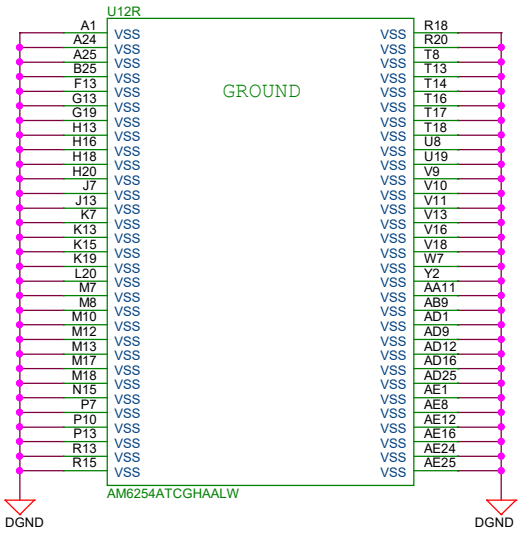 U12R
GROUND
A1 VSS VSS R18
A24 VSS VSS R20
A25 VSS VSS T8
B25 VSS VSS T13
F13 VSS VSS T14
G13 VSS VSS T16
G19 VSS VSS T17
H13 VSS VSS T18
H16 VSS VSS U8
H18 VSS VSS U19
H20 VSS VSS V9
J7 VSS VSS V10
J13 VSS VSS V11
K7 VSS VSS V13
K13 VSS VSS V16
K15 VSS VSS V18
K19 VSS VSS W7
L20 VSS VSS Y2
M7 VSS VSS AA11
M8 VSS VSS AB9
M10 VSS VSS AD1
M12 VSS VSS AD9
M13 VSS VSS AD12
M17 VSS VSS AD16
M18 VSS VSS AD25
N15 VSS VSS AE1
P7 VSS VSS AE8
P10 VSS VSS AE12
P13 VSS VSS AE16
R13 VSS VSS AE24
R15 VSS VSS AE25
AM6254ATCGHAALW
DGND DGND